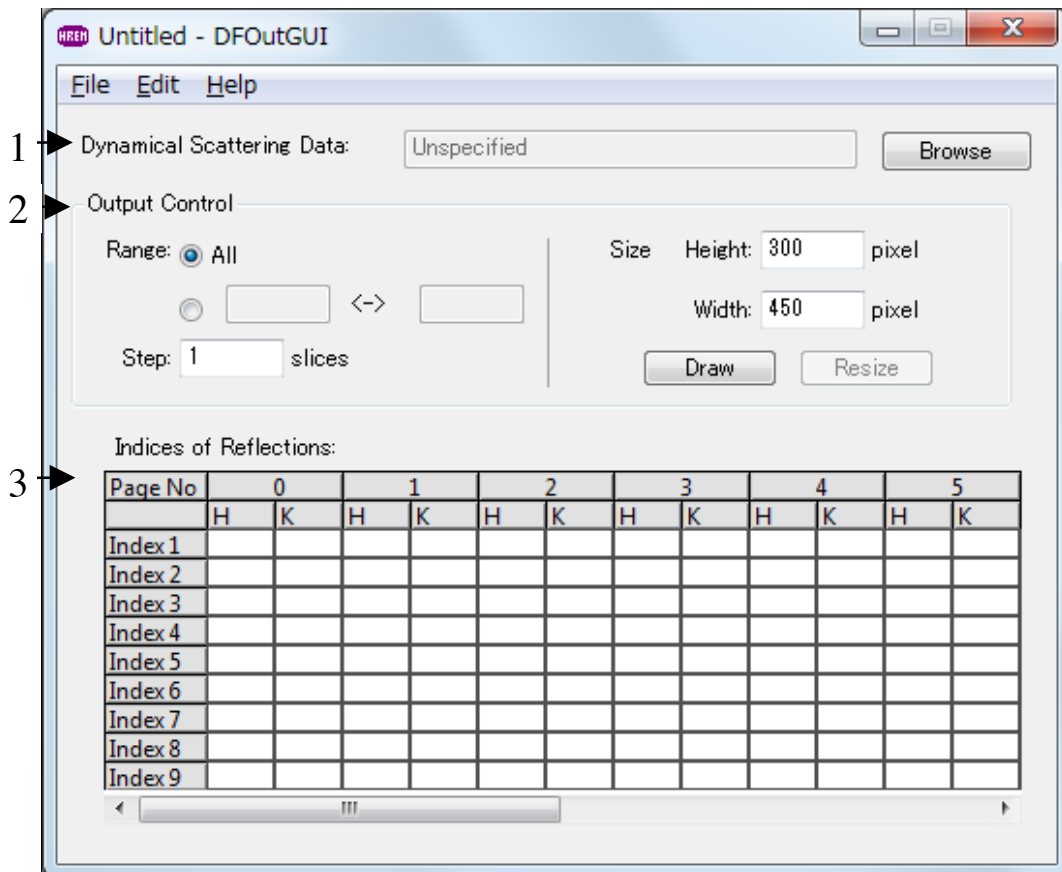 HREM Untitled - DFOutGUI
File Edit Help
1 Dynamical Scattering Data: Unspecified Browse
2 Output Control
Range: All Size Height: 300 pixel
<-> Width: 450 pixel
Step: 1 slices Draw Resize
Indices of Reflections:
3 Page No 0 1 2 3 4 5
H K H K H K H K H K H K
Index 1
Index 2
Index 3
Index 4
Index 5
Index 6
Index 7
Index 8
Index 9